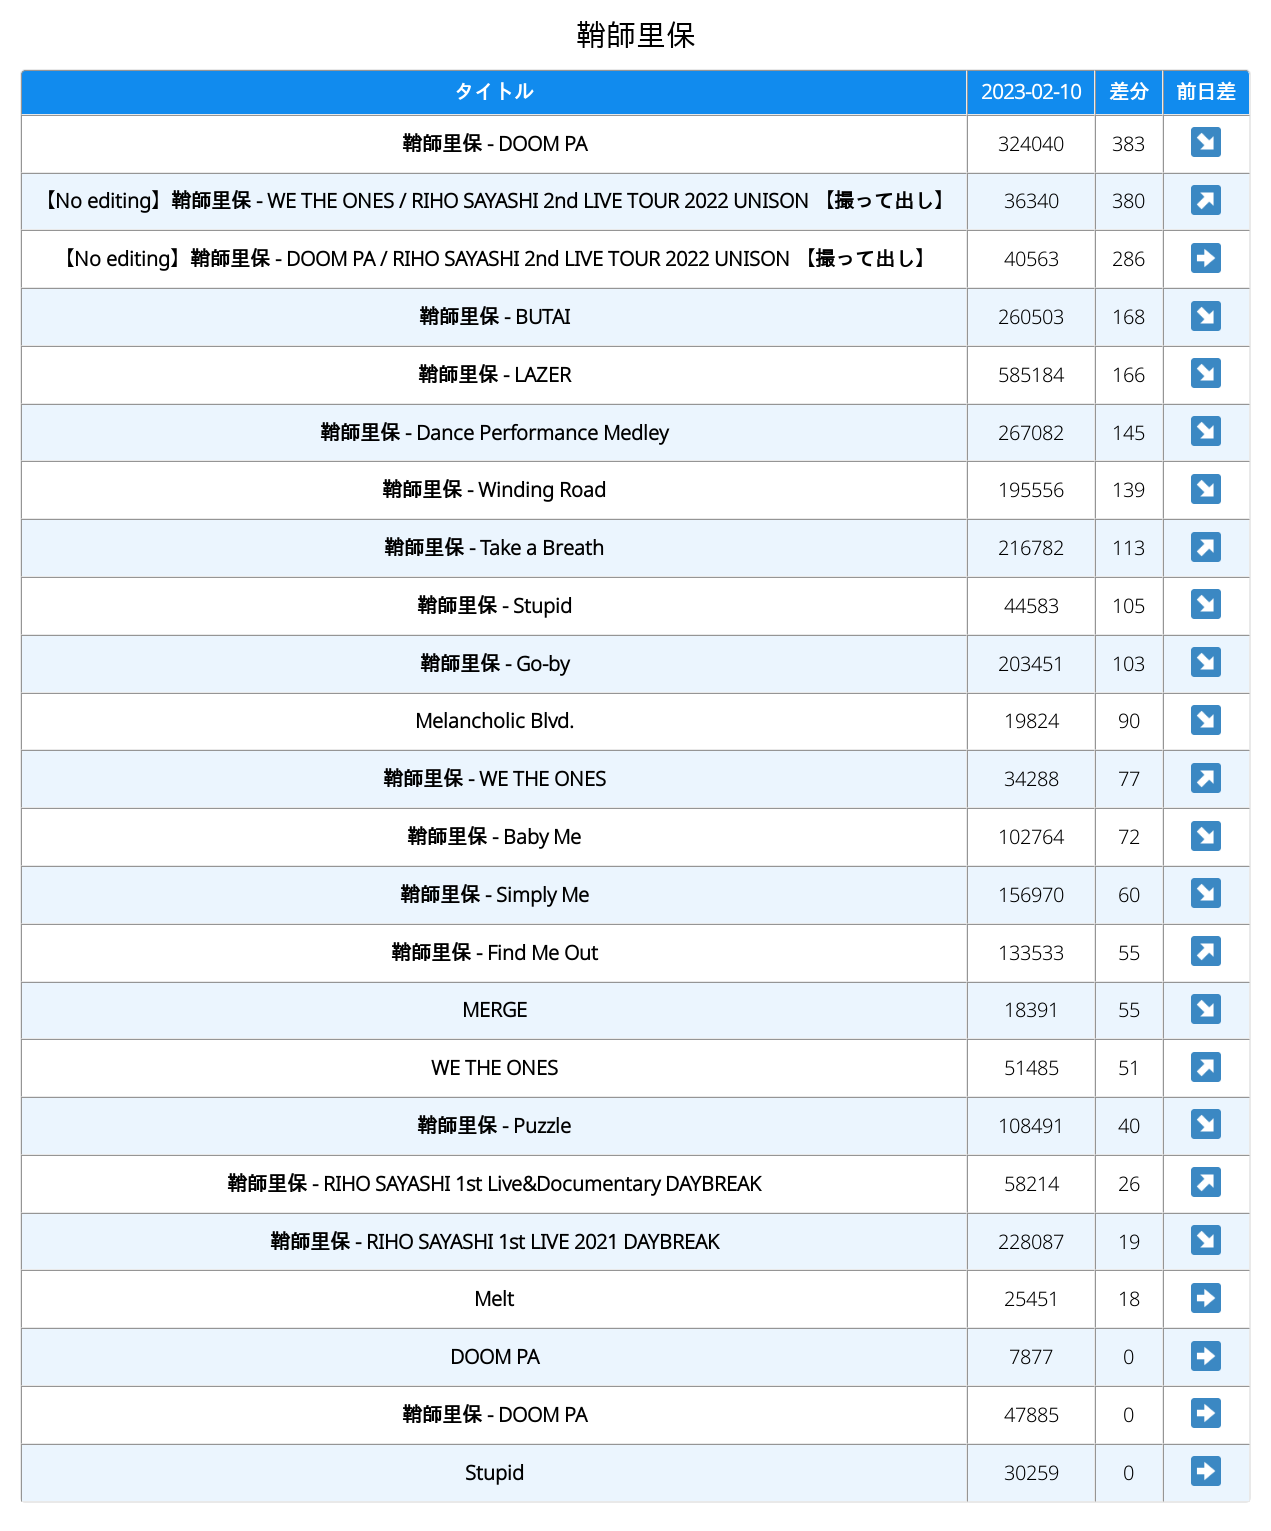 鞘師里保
タイトル 2023-02-10 差分 前日差
鞘師里保 - DOOM PA 324040 383
【No editing】鞘師里保 - WE THE ONES / RIHO SAYASHI 2nd LIVE TOUR 2022 UNISON 【撮って出し】 36340 380
【No editing】鞘師里保 - DOOM PA / RIHO SAYASHI 2nd LIVE TOUR 2022 UNISON 【撮って出し】 40563 286
鞘師里保 - BUTAI 260503 168
鞘師里保 - LAZER 585184 166
鞘師里保 - Dance Performance Medley 267082 145
鞘師里保 - Winding Road 195556 139
鞘師里保 - Take a Breath 216782 113
鞘師里保 - Stupid 44583 105
鞘師里保 - Go-by 203451 103
Melancholic Blvd. 19824 90
鞘師里保 - WE THE ONES 34288 77
鞘師里保 - Baby Me 102764 72
鞘師里保 - Simply Me 156970 60
鞘師里保 - Find Me Out 133533 55
MERGE 18391 55
WE THE ONES 51485 51
鞘師里保 - Puzzle 108491 40
鞘師里保 - RIHO SAYASHI 1st Live&Documentary DAYBREAK 58214 26
鞘師里保 - RIHO SAYASHI 1st LIVE 2021 DAYBREAK 228087 19
Melt 25451 18
DOOM PA 7877 0
鞘師里保 - DOOM PA 47885 0
Stupid 30259 0